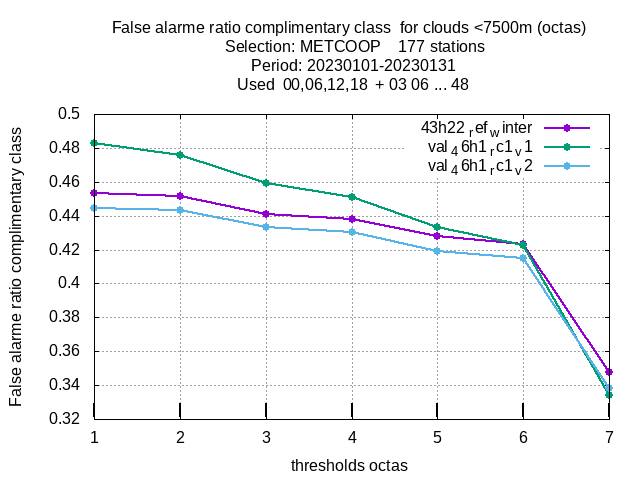 False alarme ratio complimentary class  for clouds <7500m (octas)
Selection: METCOOP    177 stations
Period: 20230101-20230131
Used  00,06,12,18  + 03 06 ... 48
43h22 ref winter
val 46h1 rc1 v1
val 46h1 rc1 v2
0.5
0.48
0.46
0.44
0.42
0.4
0.38
0.36
0.34
0.32
False alarme ratio complimentary class
1 2 3 4 5 6 7
thresholds octas